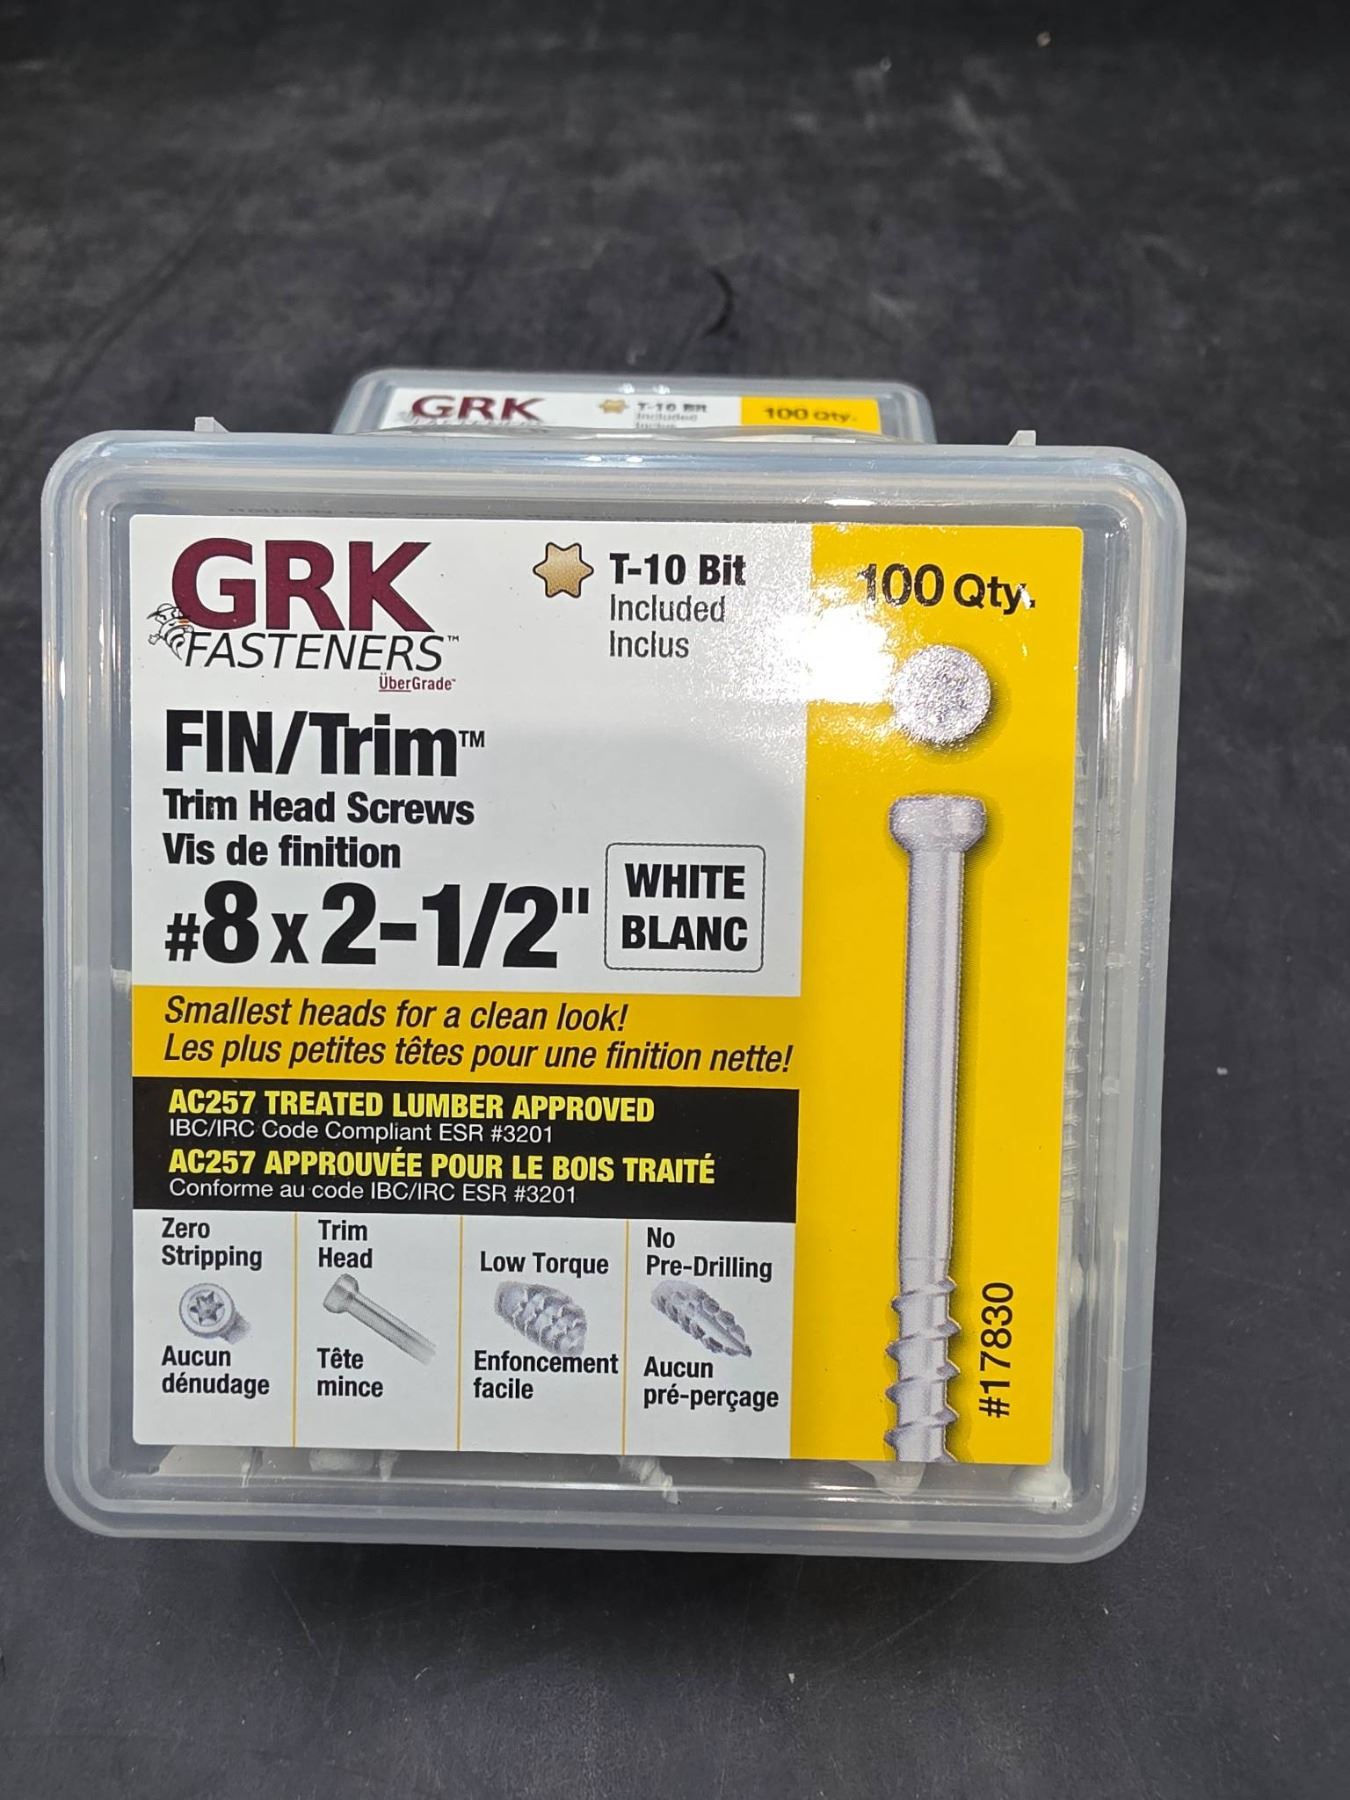 GRK
T-10 Bit
Included
100 Qty.
GRK
FASTENERS™
ÜberGrade™
T-10 Bit
Included
Inclus
100 Qty.
FIN/Trim™
Trim Head Screws
Vis de finition
#8 x 2-1/2"
WHITE
BLANC
Smallest heads for a clean look!
Les plus petites têtes pour une finition nette!
AC257 TREATED LUMBER APPROVED
IBC/IRC Code Compliant ESR #3201
AC257 APPROUVÉE POUR LE BOIS TRAITÉ
Conforme au code IBC/IRC ESR #3201
Zero
Stripping
Aucun
dénudage
Trim
Head
Tête
mince
Low Torque
Enfoncement
facile
No
Pre-Drilling
Aucun
pré-perçage
#17830